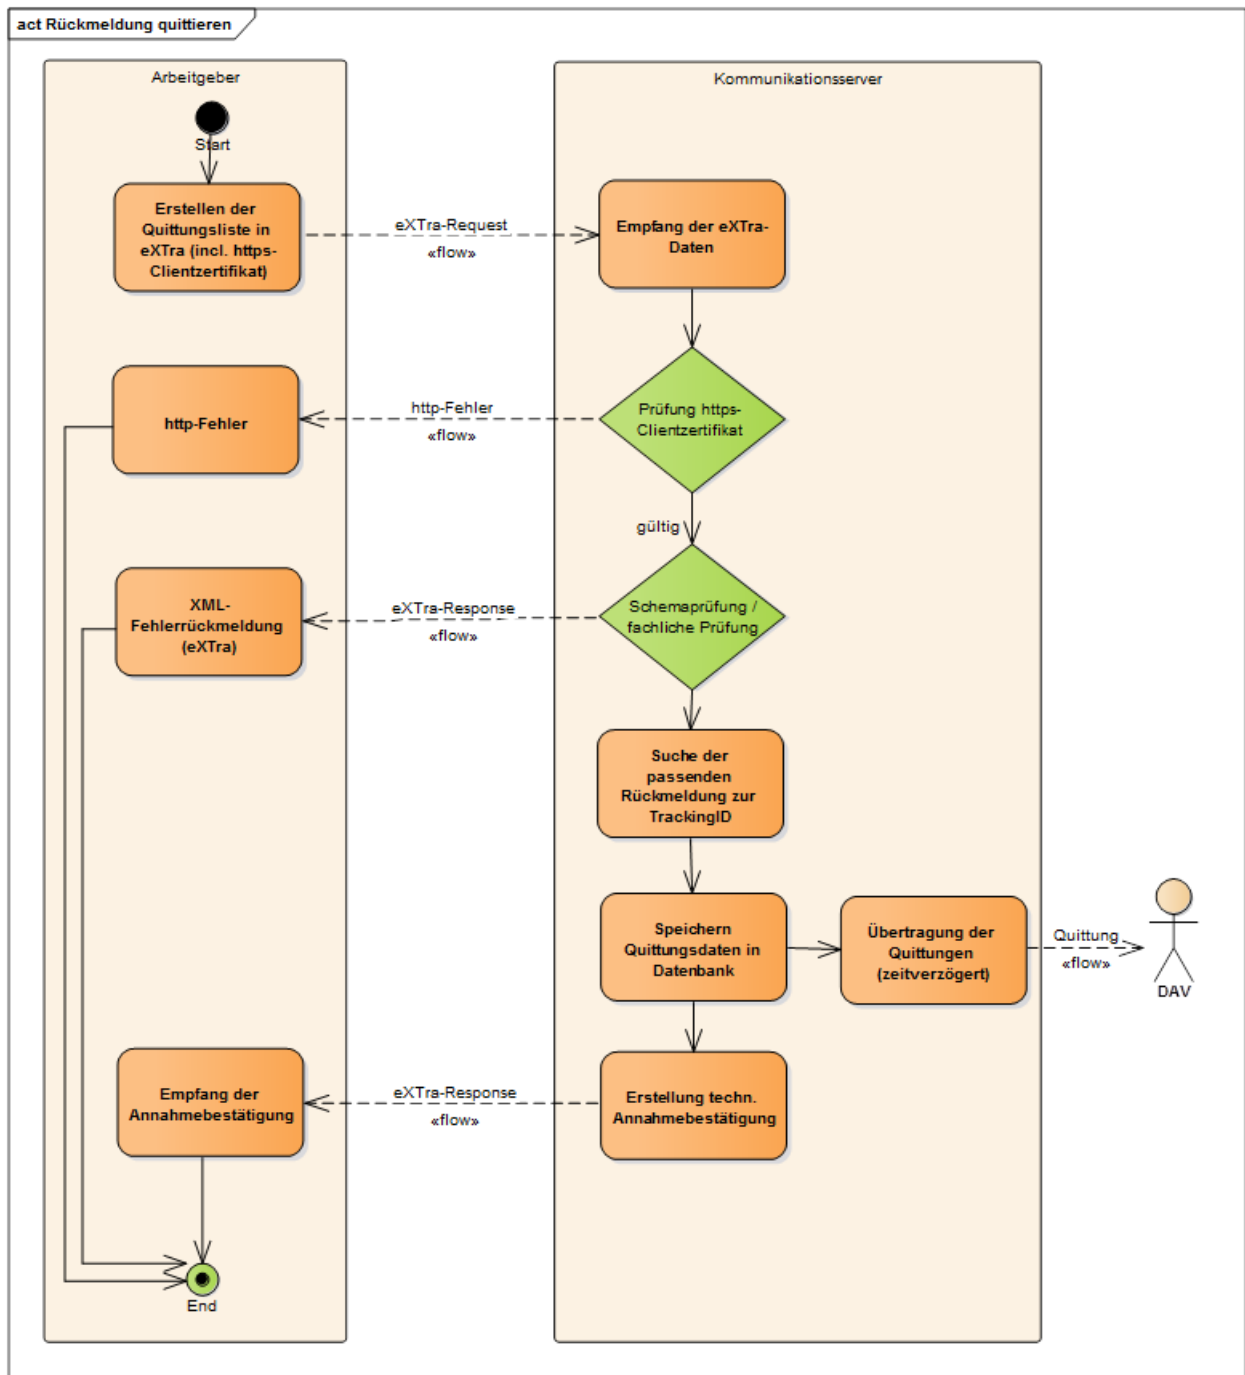 act Rückmeldung quittieren
Arbeitgeber
Kommunikationsserver
Start
Erstellen der
Quittungsliste in
eXTra (incl. https-
Clientzertifikat)
eXTra-Request
«flow»
Empfang der eXTra-
Daten
http-Fehler
http-Fehler
«flow»
Prüfung https-
Clientzertifikat
gültig
XML-
Fehlerrückmeldung
(eXTra)
eXTra-Response
«flow»
Schemaprüfung /
fachliche Prüfung
Suche der
passenden
Rückmeldung zur
TrackingID
Speichern
Quittungsdaten in
Datenbank
Übertragung der
Quittungen
(zeitverzögert)
Quittung
«flow»
DAV
Empfang der
Annahmebestätigung
eXTra-Response
«flow»
Erstellung techn.
Annahmebestätigung
End